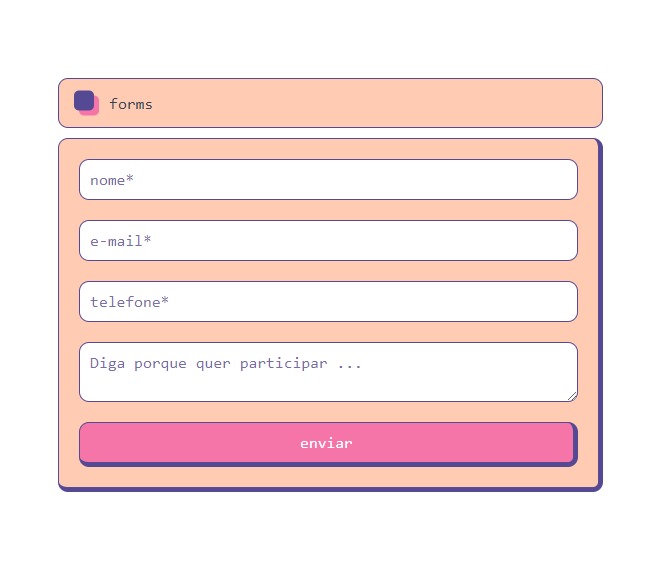 forms
nome*
e-mail*
telefone*
Diga porque quer participar ...
enviar